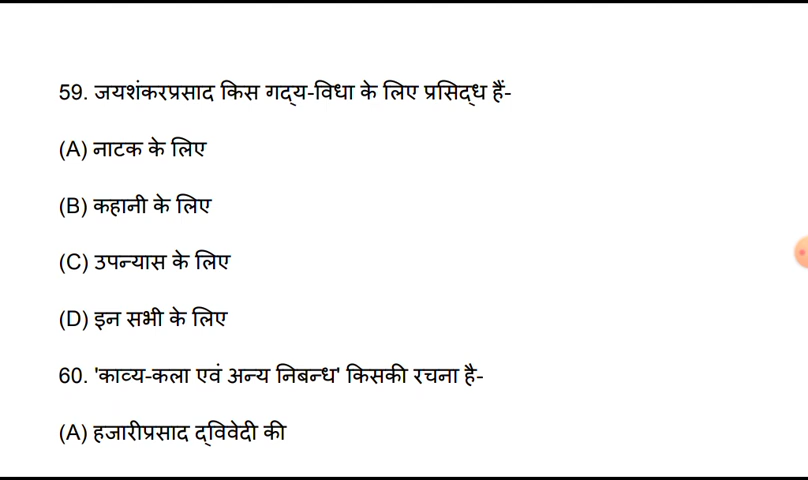 59. जयशंकरप्रसाद किस गद्‌य-विधा के लिए प्रसिद्‌ध हैं-
(A) नाटक के लिए
(B) कहानी के लिए
(C) उपन्यास के लिए
(D) इन सभी के लिए
60. 'काव्य-कला एवं अन्य निबन्ध' किसकी रचना है-
(A) हजारीप्रसाद द्‌विवेदी की